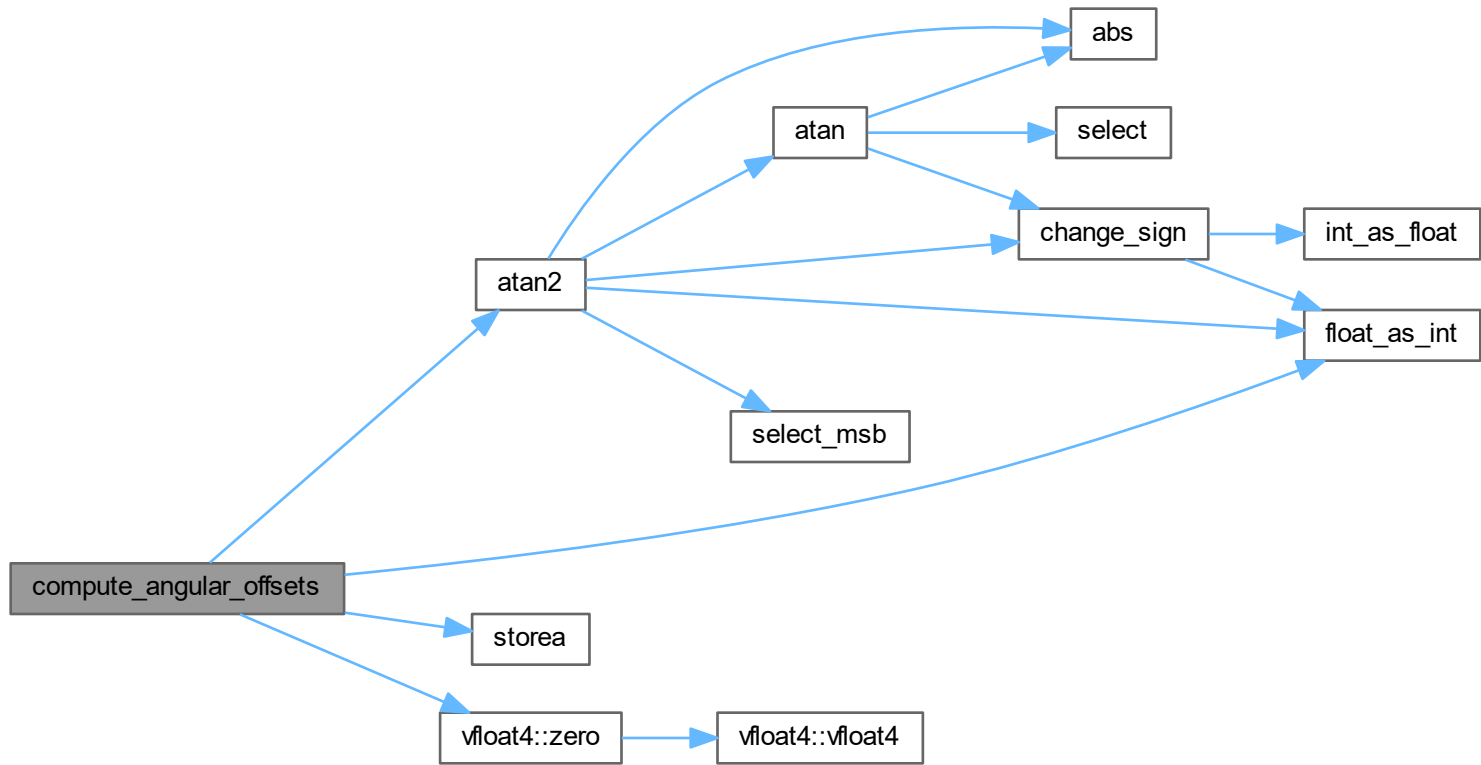 abs
atan
select
change_sign
int_as_float
atan2
float_as_int
select_msb
compute_angular_offsets
storea
vfloat4::zero
vfloat4::vfloat4